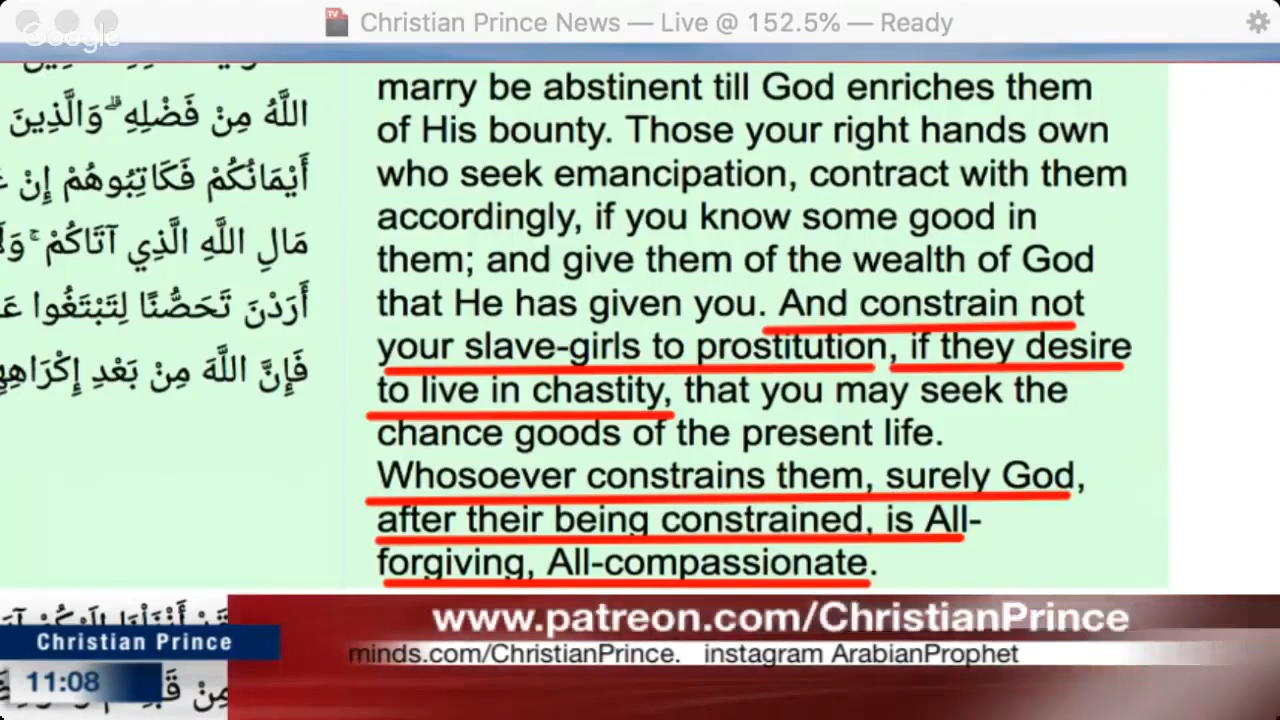 Christian Prince News — Live @ 152.5% — Ready
Google
TV
اللَّهُ مِنْ فَضْلِهِ ۗ وَالَّذِينَ
أَيْمَانُكُمْ فَكَاتِبُوهُمْ إِنْ
مَالِ اللَّهِ الَّذِي آتَاكُمْ ۚ
أَرَدْنَ تَحَصُّنًا لِتَبْتَغُوا
فَإِنَّ اللَّهَ مِنْ بَعْدِ
marry be abstinent till God enriches them
of His bounty. Those your right hands own
who seek emancipation, contract with them
accordingly, if you know some good in
them; and give them of the wealth of God
that He has given you. And constrain not
your slave-girls to prostitution, if they desire
to live in chastity, that you may seek the
chance goods of the present life.
Whosoever constrains them, surely God,
after their being constrained, is All-
forgiving, All-compassionate.
www.patreon.com/ChristianPrince
Christian Prince
minds.com/ChristianPrince. instagram ArabianProphet
11:08